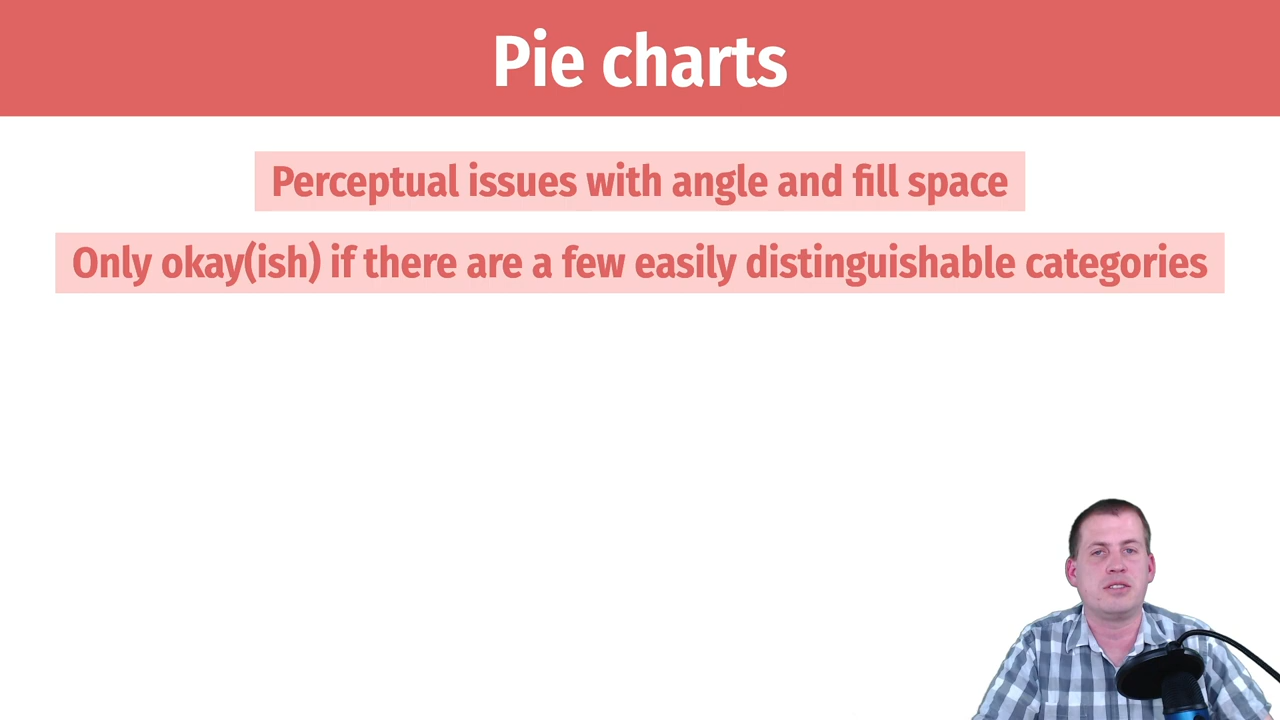 Pie charts
Perceptual issues with angle and fill space
Only okay(ish) if there are a few easily distinguishable categories